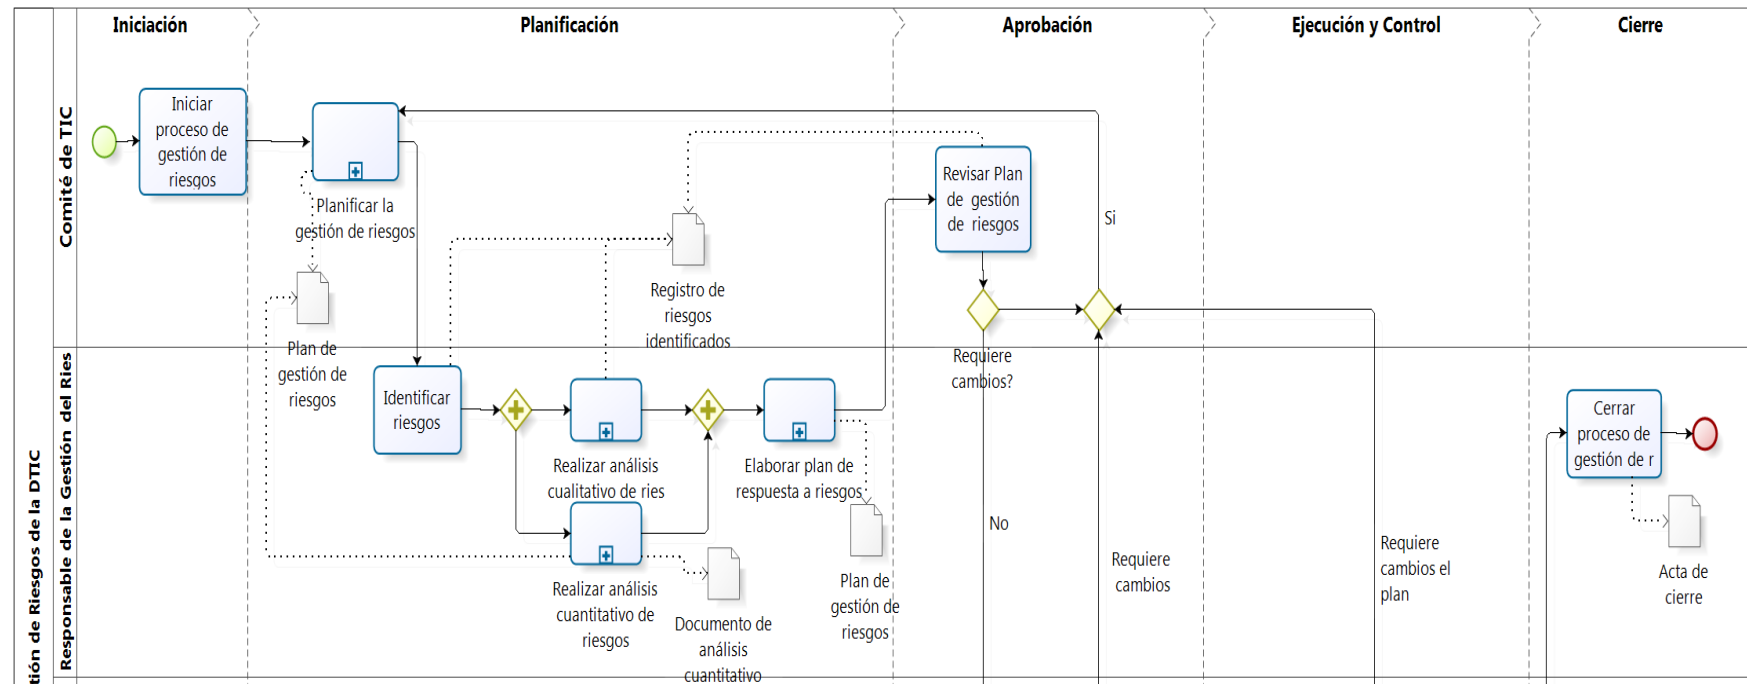 Iniciación
Planificación
Aprobación
Ejecución y Control
Cierre
Comité de TIC
Iniciar
proceso de
gestión de
riesgos
Planificar la
gestión de riesgos
Plan de
gestión de
riesgos
Registro de
riesgos
identificados
Revisar Plan
de gestión
de riesgos
Si
Requiere
cambios?
tión de Riesgos de la DTIC
Responsable de la Gestión del Ries
Identificar
riesgos
Realizar análisis
cualitativo de ries
Realizar análisis
cuantitativo de
riesgos
Documento de
análisis
cuantitativo
Elaborar plan de
respuesta a riesgos
Plan de
gestión de
riesgos
No
Requiere
cambios
Requiere
cambios el
plan
Cerrar
proceso de
gestión de r
Acta de
cierre